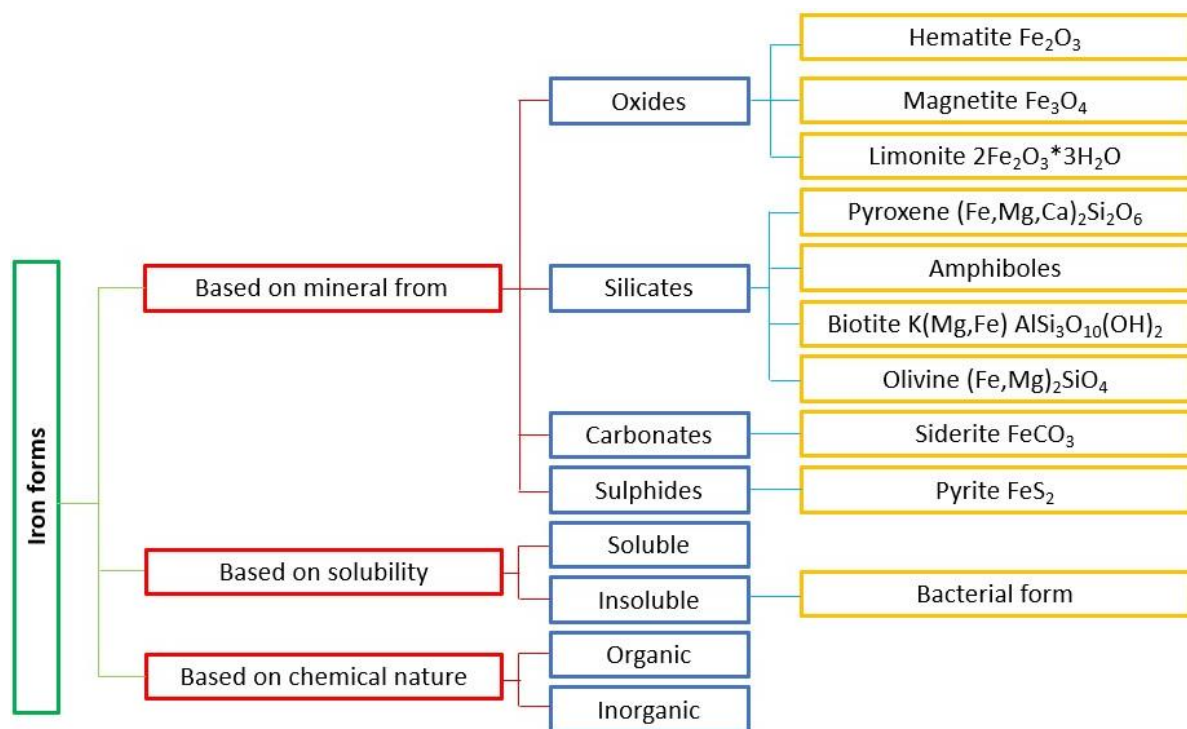 Iron forms
Based on mineral from
Oxides
Hematite Fe₂O₃
Magnetite Fe₃O₄
Limonite 2Fe₂O₃*3H₂O
Silicates
Pyroxene (Fe,Mg,Ca)₂Si₂O₆
Amphiboles
Biotite K(Mg,Fe) AlSi₃O₁₀(OH)₂
Olivine (Fe,Mg)₂SiO₄
Carbonates
Siderite FeCO₃
Sulphides
Pyrite FeS₂
Based on solubility
Soluble
Insoluble
Bacterial form
Based on chemical nature
Organic
Inorganic